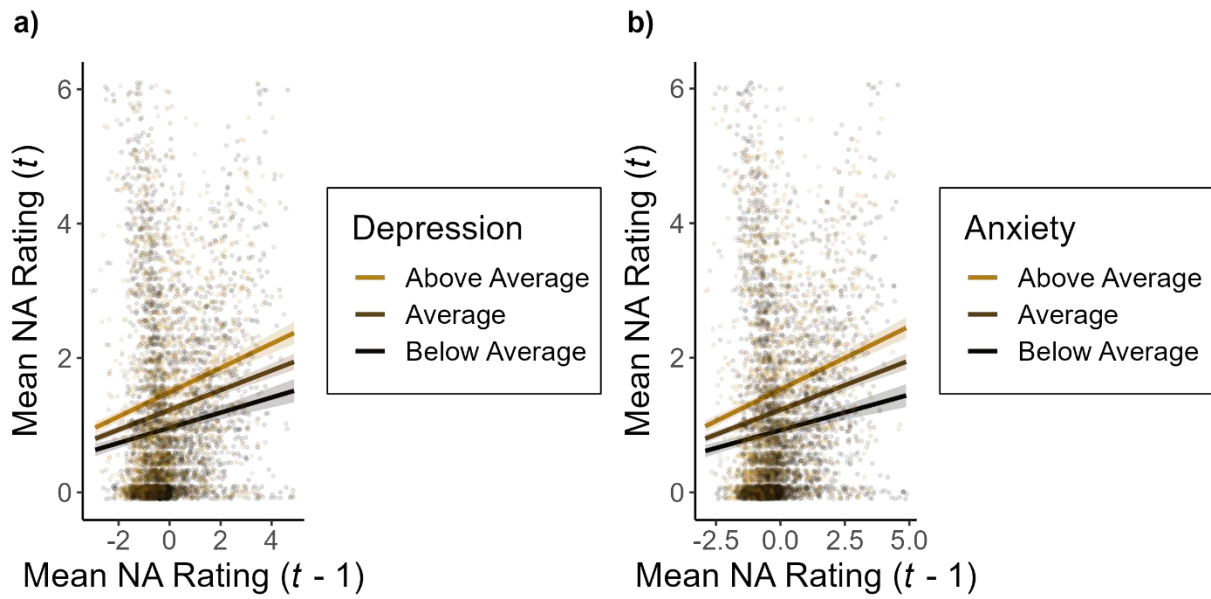 a)
Mean NA Rating (t)
6
4
2
0
-2 0 2 4
Mean NA Rating (t - 1)
Depression
Above Average
Average
Below Average
b)
Mean NA Rating (t)
6
4
2
0
-2.5 0.0 2.5 5.0
Mean NA Rating (t - 1)
Anxiety
Above Average
Average
Below Average